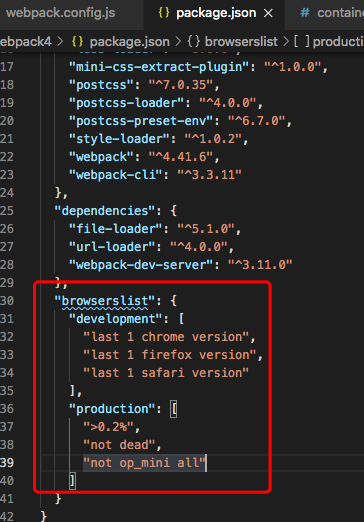 webpack.config.js
package.json
containe
ebpack4 > package.json > browserslist > [ ] producti
17 "mini-css-extract-plugin": "^1.0.0",
18 "postcss": "^7.0.35",
19 "postcss-loader": "^4.0.0",
20 "postcss-preset-env": "^6.7.0",
21 "style-loader": "^1.0.2",
22 "webpack": "^4.41.6",
23 "webpack-cli": "^3.3.11"
24 },
25 "dependencies": {
26 "file-loader": "^5.1.0",
27 "url-loader": "^4.0.0",
28 "webpack-dev-server": "^3.11.0"
29 },
30 "browserslist": {
31 "development": [
32 "last 1 chrome version",
33 "last 1 firefox version",
34 "last 1 safari version"
35 ],
36 "production": [
37 ">0.2%",
38 "not dead",
39 "not op_mini all"
40 ]
41 }
42 }